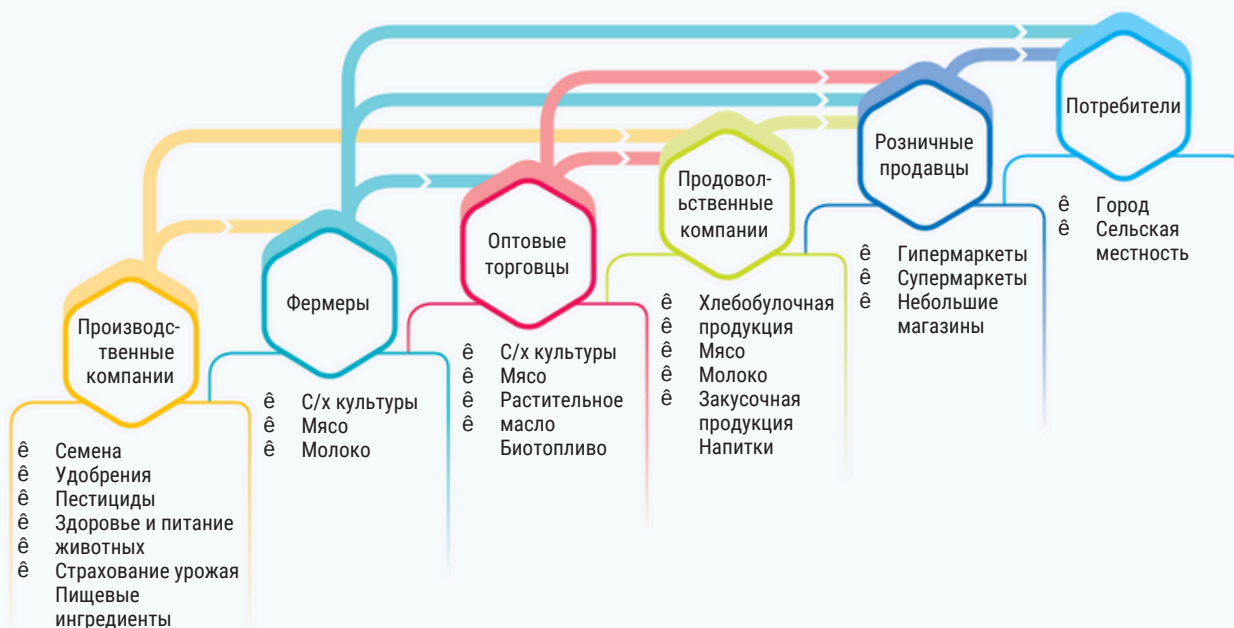 Производс-
твенные
компании
ê Семена
ê Удобрения
ê Пестициды
ê Здоровье и питание
ê животных
ê Страхование урожая
Пищевые
ингредиенты
Фермеры
ê С/х культуры
ê Мясо
ê Молоко
Оптовые
торговцы
ê С/х культуры
ê Мясо
ê Растительное
ê масло
Биотопливо
Продовол-
ьственные
компании
ê Хлебобулочная
ê продукция
ê Мясо
ê Молоко
ê Закусочная
продукция
Напитки
Розничные
продавцы
ê Гипермаркеты
ê Супермаркеты
ê Небольшие
магазины
Потребители
ê Город
ê Сельская
местность